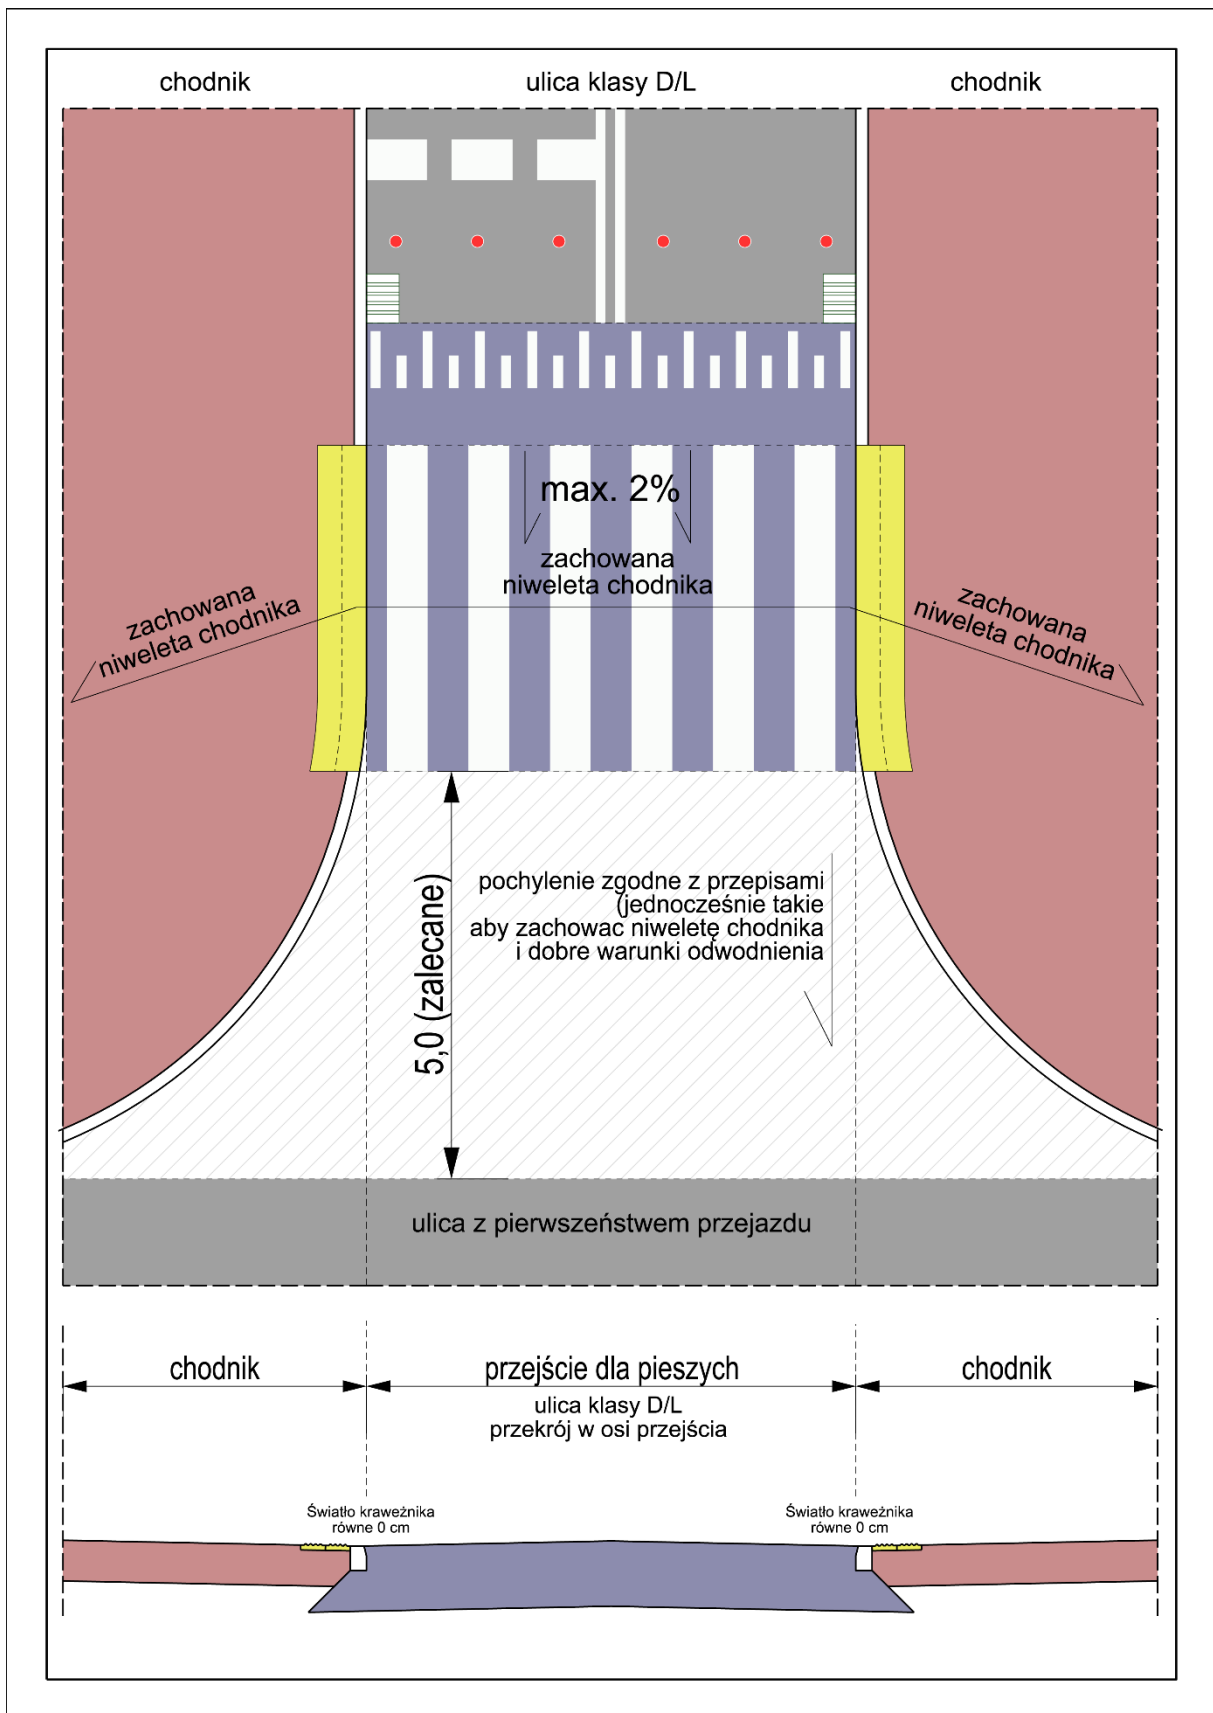 chodnik
ulica klasy D/L
chodnik
max. 2%
zachowana
niweleta chodnika
zachowana
niweleta chodnika
zachowana
niweleta chodnika
5,0 (zalecane)
pochylenie zgodne z przepisami
(jednocześnie takie
aby zachowac niweletę chodnika
i dobre warunki odwodnienia
ulica z pierwszeństwem przejazdu
chodnik
przejście dla pieszych
chodnik
ulica klasy D/L
przekrój w osi przejścia
Światło kraweżnika
równe 0 cm
Światło kraweżnika
równe 0 cm